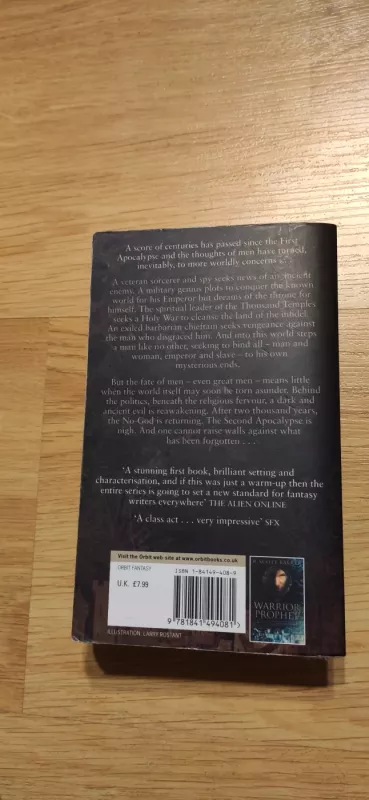 A score of centuries has passed since the First
Apocalypse and the thoughts of men have turned,
inevitably, to more worldly concerns . . .
A veteran sorcerer and spy seeks news of an ancient
enemy. A military genius plots to conquer the known
world for his Emperor but dreams of the throne for
himself. The spiritual leader of the Thousand Temples
seeks a Holy War to cleanse the land of the infidel.
An exiled barbarian chieftain seeks vengeance against
the man who disgraced him. And into this world steps
a man like no other, seeking to bind all – man and
woman, emperor and slave – to his own
mysterious ends.
But the fate of men – even great men – means little
when the world itself may soon be torn asunder. Behind
the politics, beneath the religious fervour, a dark and
ancient evil is reawakening. After two thousand years,
the No-God is returning. The Second Apocalypse is
nigh. And one cannot raise walls against what
has been forgotten . . .
'A stunning first book, brilliant setting and
characterisation, and if this was just a warm-up then the
entire series is going to set a new standard for fantasy
writers everywhere' THE ALIEN ONLINE
'A class act . . . very impressive' SFX
Visit the Orbit web site at www.orbitbooks.co.uk
ORBIT FANTASY
ISBN 1-84149-408-9
U.K. £7.99
9 781841 494081 >
R. SCOTT BAKKER
WARRIOR
PROPHET
ILLUSTRATION: LARRY ROSTANT